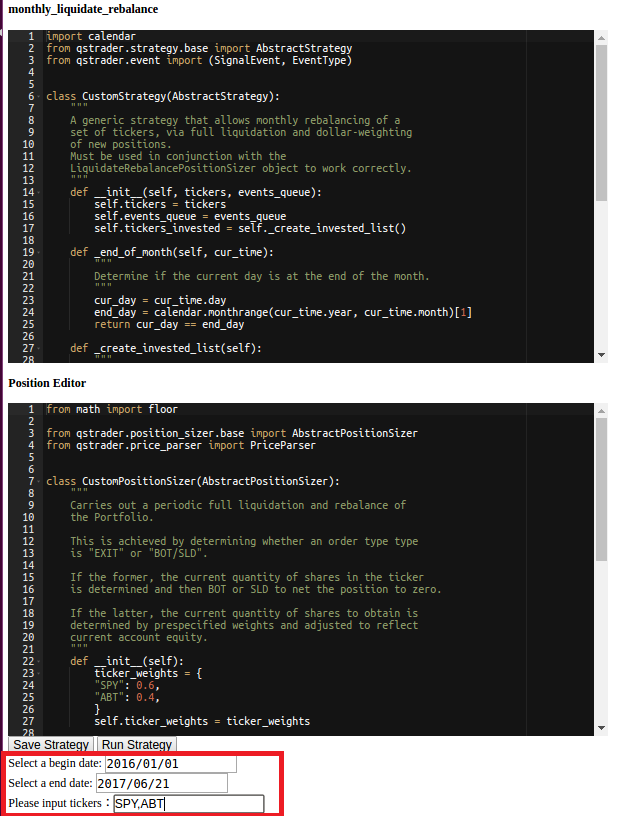 monthly_liquidate_rebalance
1 import calendar
2 from qstrader.strategy.base import AbstractStrategy
3 from qstrader.event import (SignalEvent, EventType)
4
5
6 class CustomStrategy(AbstractStrategy):
7 """
8 A generic strategy that allows monthly rebalancing of a
9 set of tickers, via full liquidation and dollar-weighting
10 of new positions.
11 Must be used in conjunction with the
12 LiquidateRebalancePositionSizer object to work correctly.
13 """
14 def __init__(self, tickers, events_queue):
15 self.tickers = tickers
16 self.events_queue = events_queue
17 self.tickers_invested = self._create_invested_list()
18
19 def _end_of_month(self, cur_time):
20 """
21 Determine if the current day is at the end of the month.
22 """
23 cur_day = cur_time.day
24 end_day = calendar.monthrange(cur_time.year, cur_time.month)[1]
25 return cur_day == end_day
26
27 def _create_invested_list(self):
28 """
Position Editor
1 from math import floor
2
3 from qstrader.position_sizer.base import AbstractPositionSizer
4 from qstrader.price_parser import PriceParser
5
6
7 class CustomPositionSizer(AbstractPositionSizer):
8 """
9 Carries out a periodic full liquidation and rebalance of
10 the Portfolio.
11
12 This is achieved by determining whether an order type type
13 is "EXIT" or "BOT/SLD".
14
15 If the former, the current quantity of shares in the ticker
16 is determined and then BOT or SLD to net the position to zero.
17
18 If the latter, the current quantity of shares to obtain is
19 determined by prespecified weights and adjusted to reflect
20 current account equity.
21 """
22 def __init__(self):
23 ticker_weights = {
24 "SPY": 0.6,
25 "ABT": 0.4,
26 }
27 self.ticker_weights = ticker_weights
28
Save Strategy Run Strategy
Select a begin date: 2016/01/01
Select a end date: 2017/06/21
Please input tickers：SPY,ABT